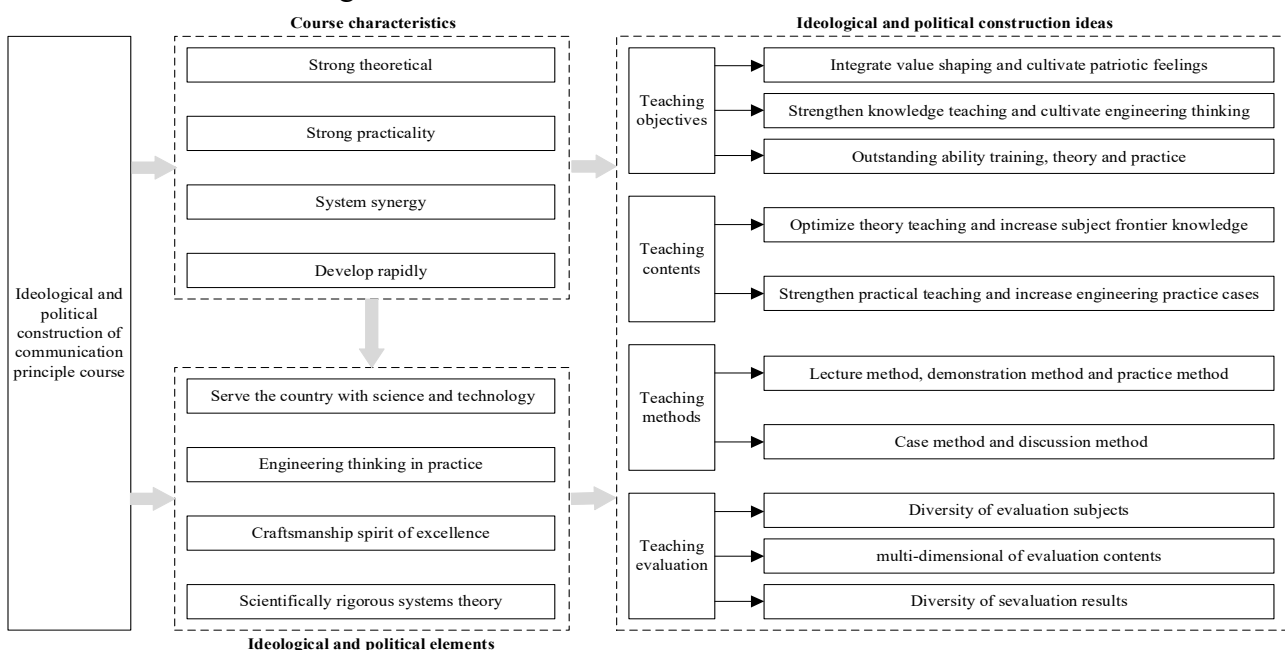 Course characteristics
Ideological and political construction ideas
Ideological and
political
construction of
communication
principle course
Strong theoretical
Strong practicality
System synergy
Develop rapidly
Serve the country with science and technology
Engineering thinking in practice
Craftsmanship spirit of excellence
Scientifically rigorous systems theory
Ideological and political elements
Teaching
objectives
Integrate value shaping and cultivate patriotic feelings
Strengthen knowledge teaching and cultivate engineering thinking
Outstanding ability training, theory and practice
Teaching
contents
Optimize theory teaching and increase subject frontier knowledge
Strengthen practical teaching and increase engineering practice cases
Teaching
methods
Lecture method, demonstration method and practice method
Case method and discussion method
Teaching
evaluation
Diversity of evaluation subjects
multi-dimensional of evaluation contents
Diversity of sevaluation results